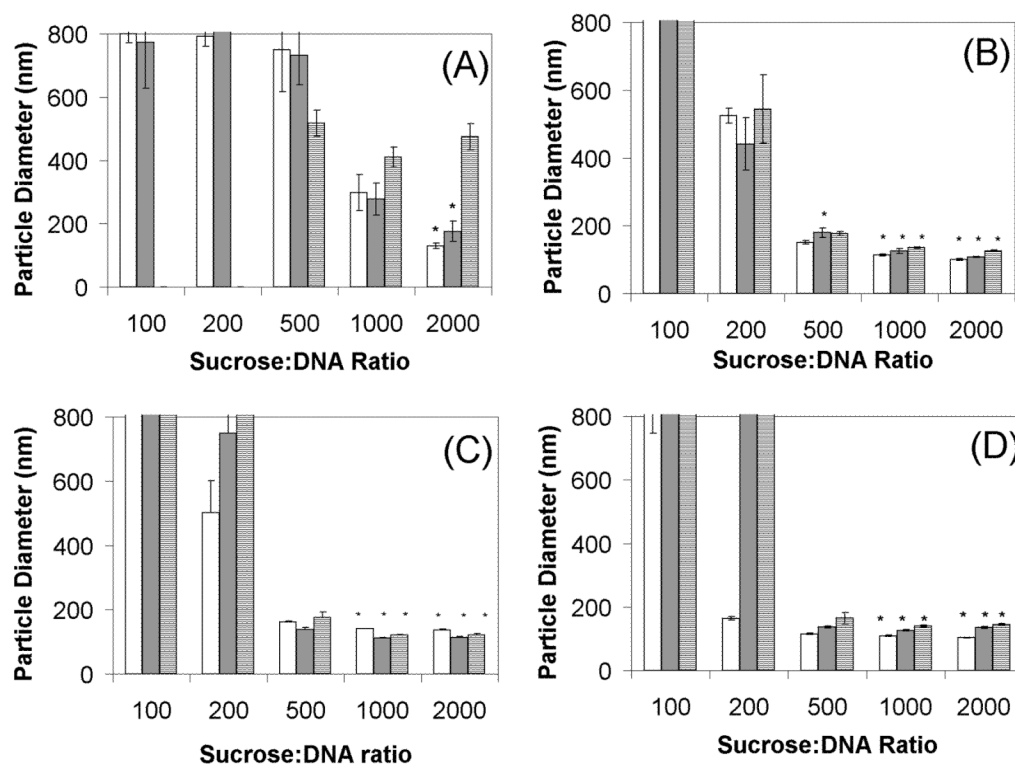 800
600
400
200
0
Particle Diameter (nm)
(A)
* *
100 200 500 1000 2000
Sucrose:DNA Ratio
800
600
400
200
0
Particle Diameter (nm)
(B)
*
* * * * * *
100 200 500 1000 2000
Sucrose:DNA Ratio
800
600
400
200
0
Particle Diameter (nm)
(C)
* * * * * *
100 200 500 1000 2000
Sucrose:DNA ratio
800
600
400
200
0
Particle Diameter (nm)
(D)
* * * * * *
100 200 500 1000 2000
Sucrose:DNA Ratio